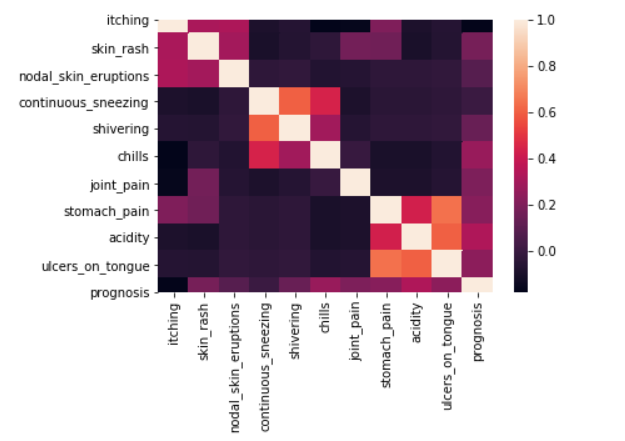 itching
skin_rash
nodal_skin_eruptions
continuous_sneezing
shivering
chills
joint_pain
stomach_pain
acidity
ulcers_on_tongue
prognosis
itching
skin_rash
nodal_skin_eruptions
continuous_sneezing
shivering
chills
joint_pain
stomach_pain
acidity
ulcers_on_tongue
prognosis
1.0
0.8
0.6
0.4
0.2
0.0